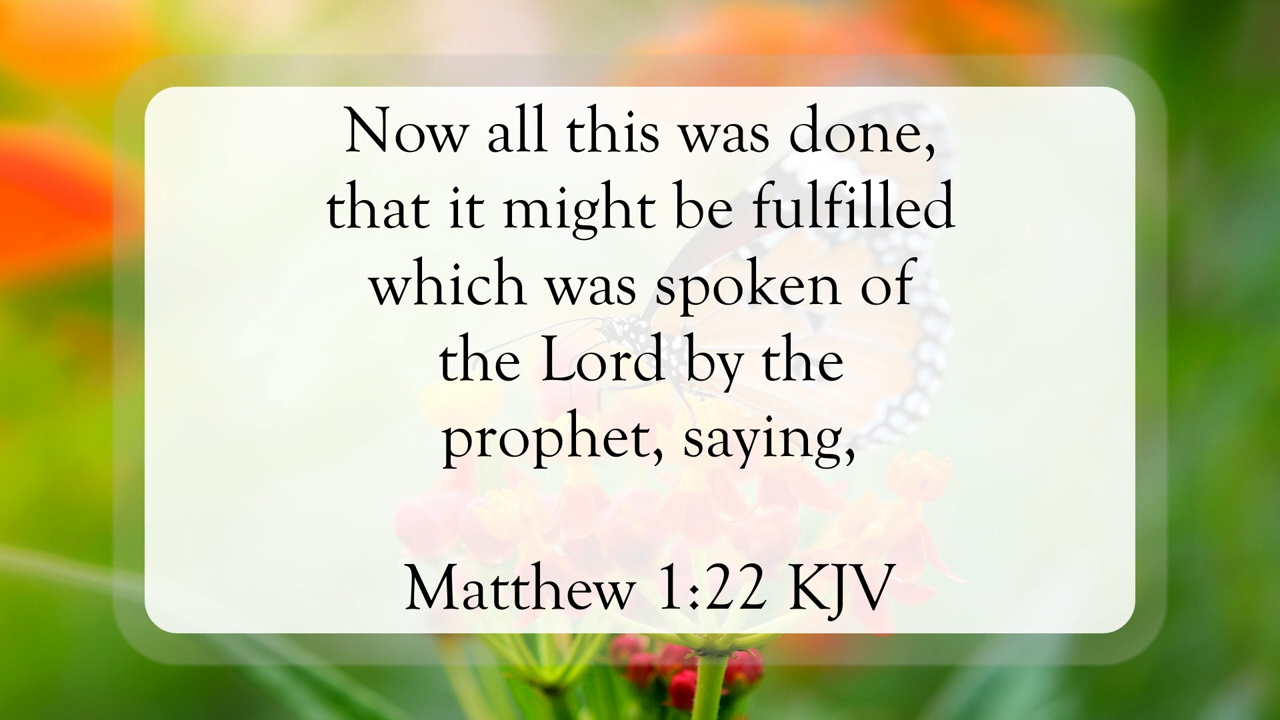 Now all this was done,
that it might be fulfilled
which was spoken of
the Lord by the
prophet, saying,
Matthew 1:22 KJV